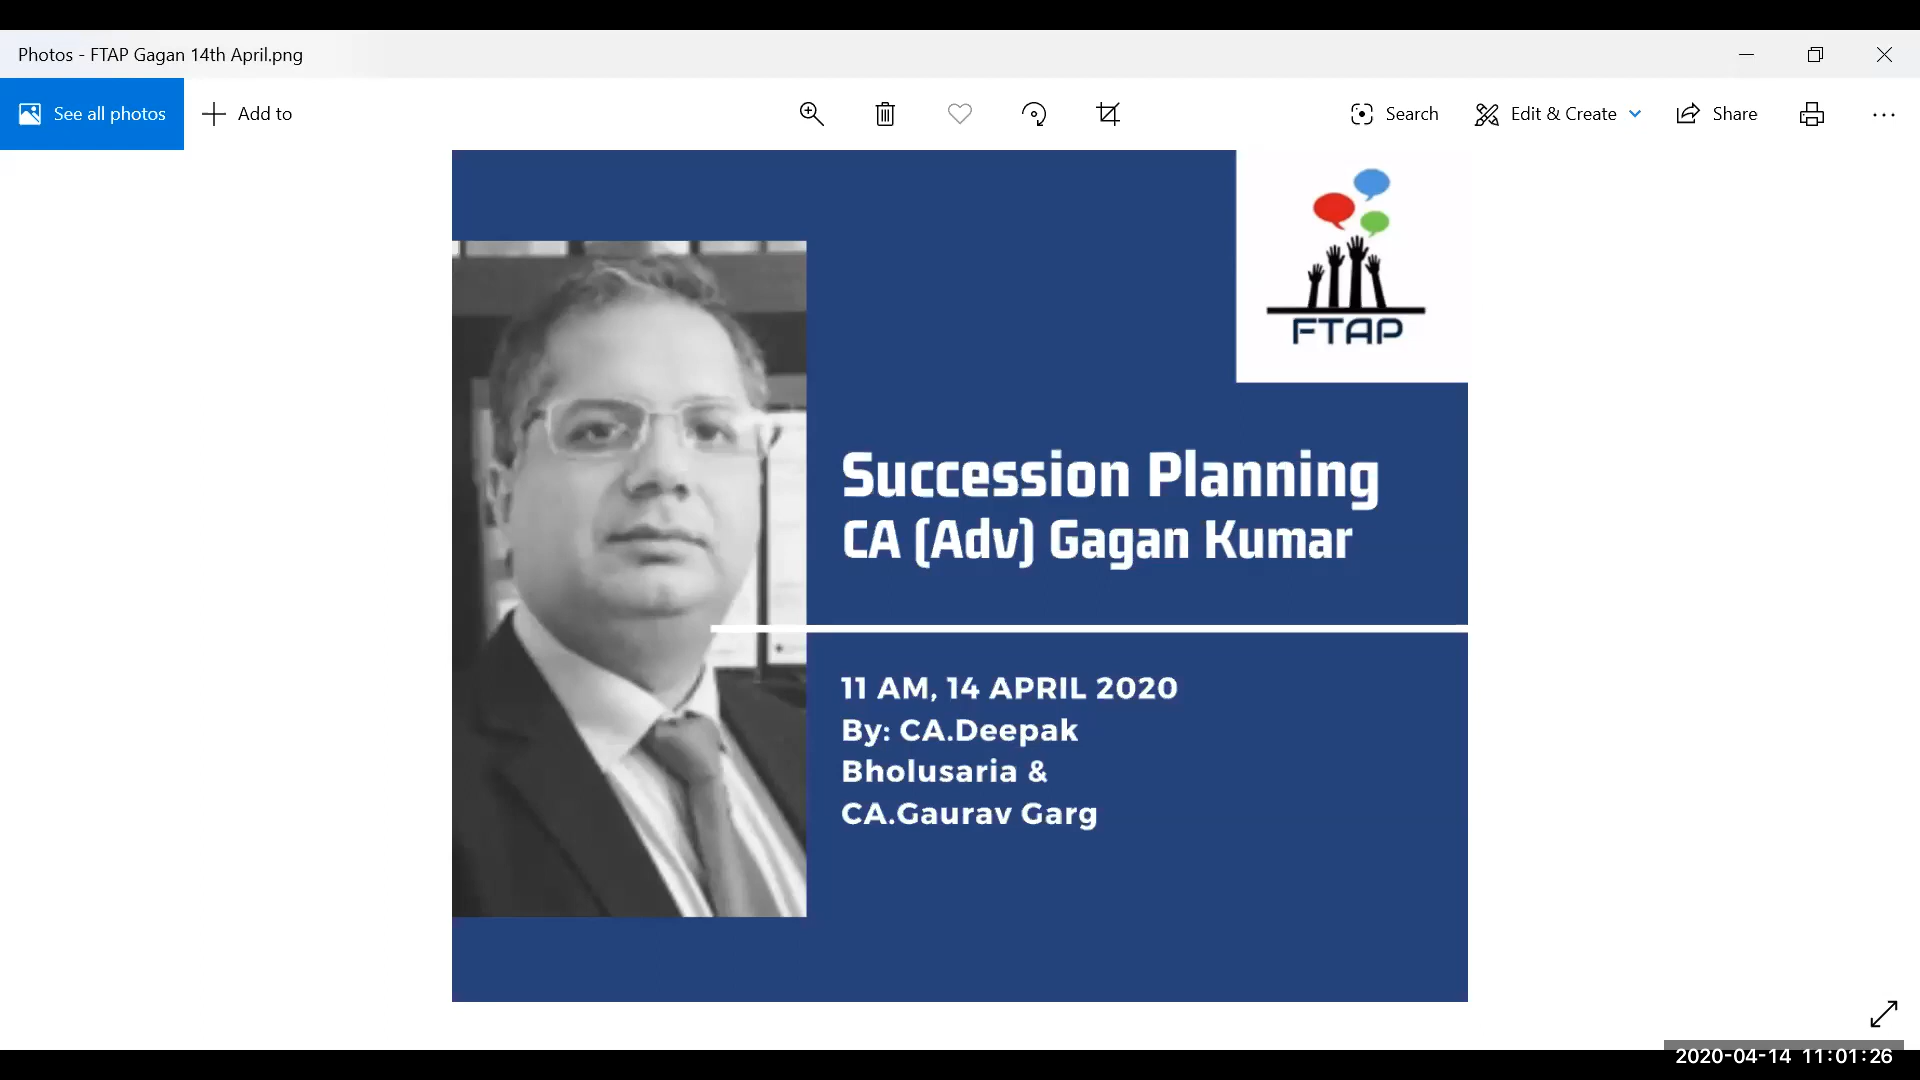 Photos - FTAP Gagan 14th April.png
See all photos
Add to
Search
Edit & Create
Share
FTAP
Succession Planning
CA (Adv) Gagan Kumar
11 AM, 14 APRIL 2020
By: CA.Deepak
Bholusaria &
CA.Gaurav Garg
2020-04-14 11:01:26